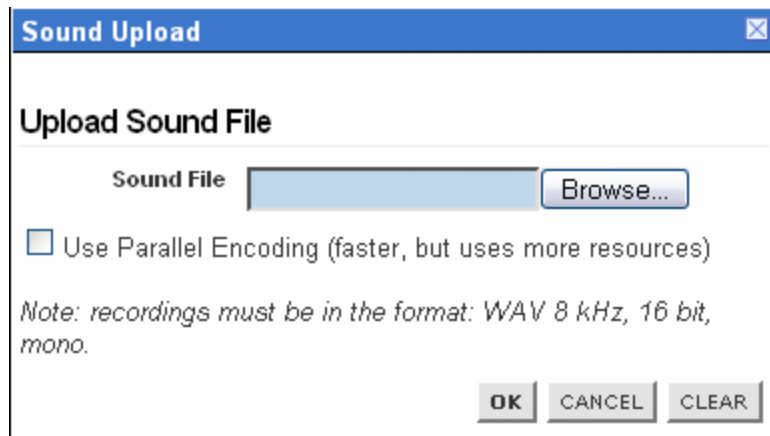 Sound Upload
Upload Sound File
Sound File
Browse...
Use Parallel Encoding (faster, but uses more resources)
Note: recordings must be in the format: WAV 8 kHz, 16 bit,
mono.
OK CANCEL CLEAR